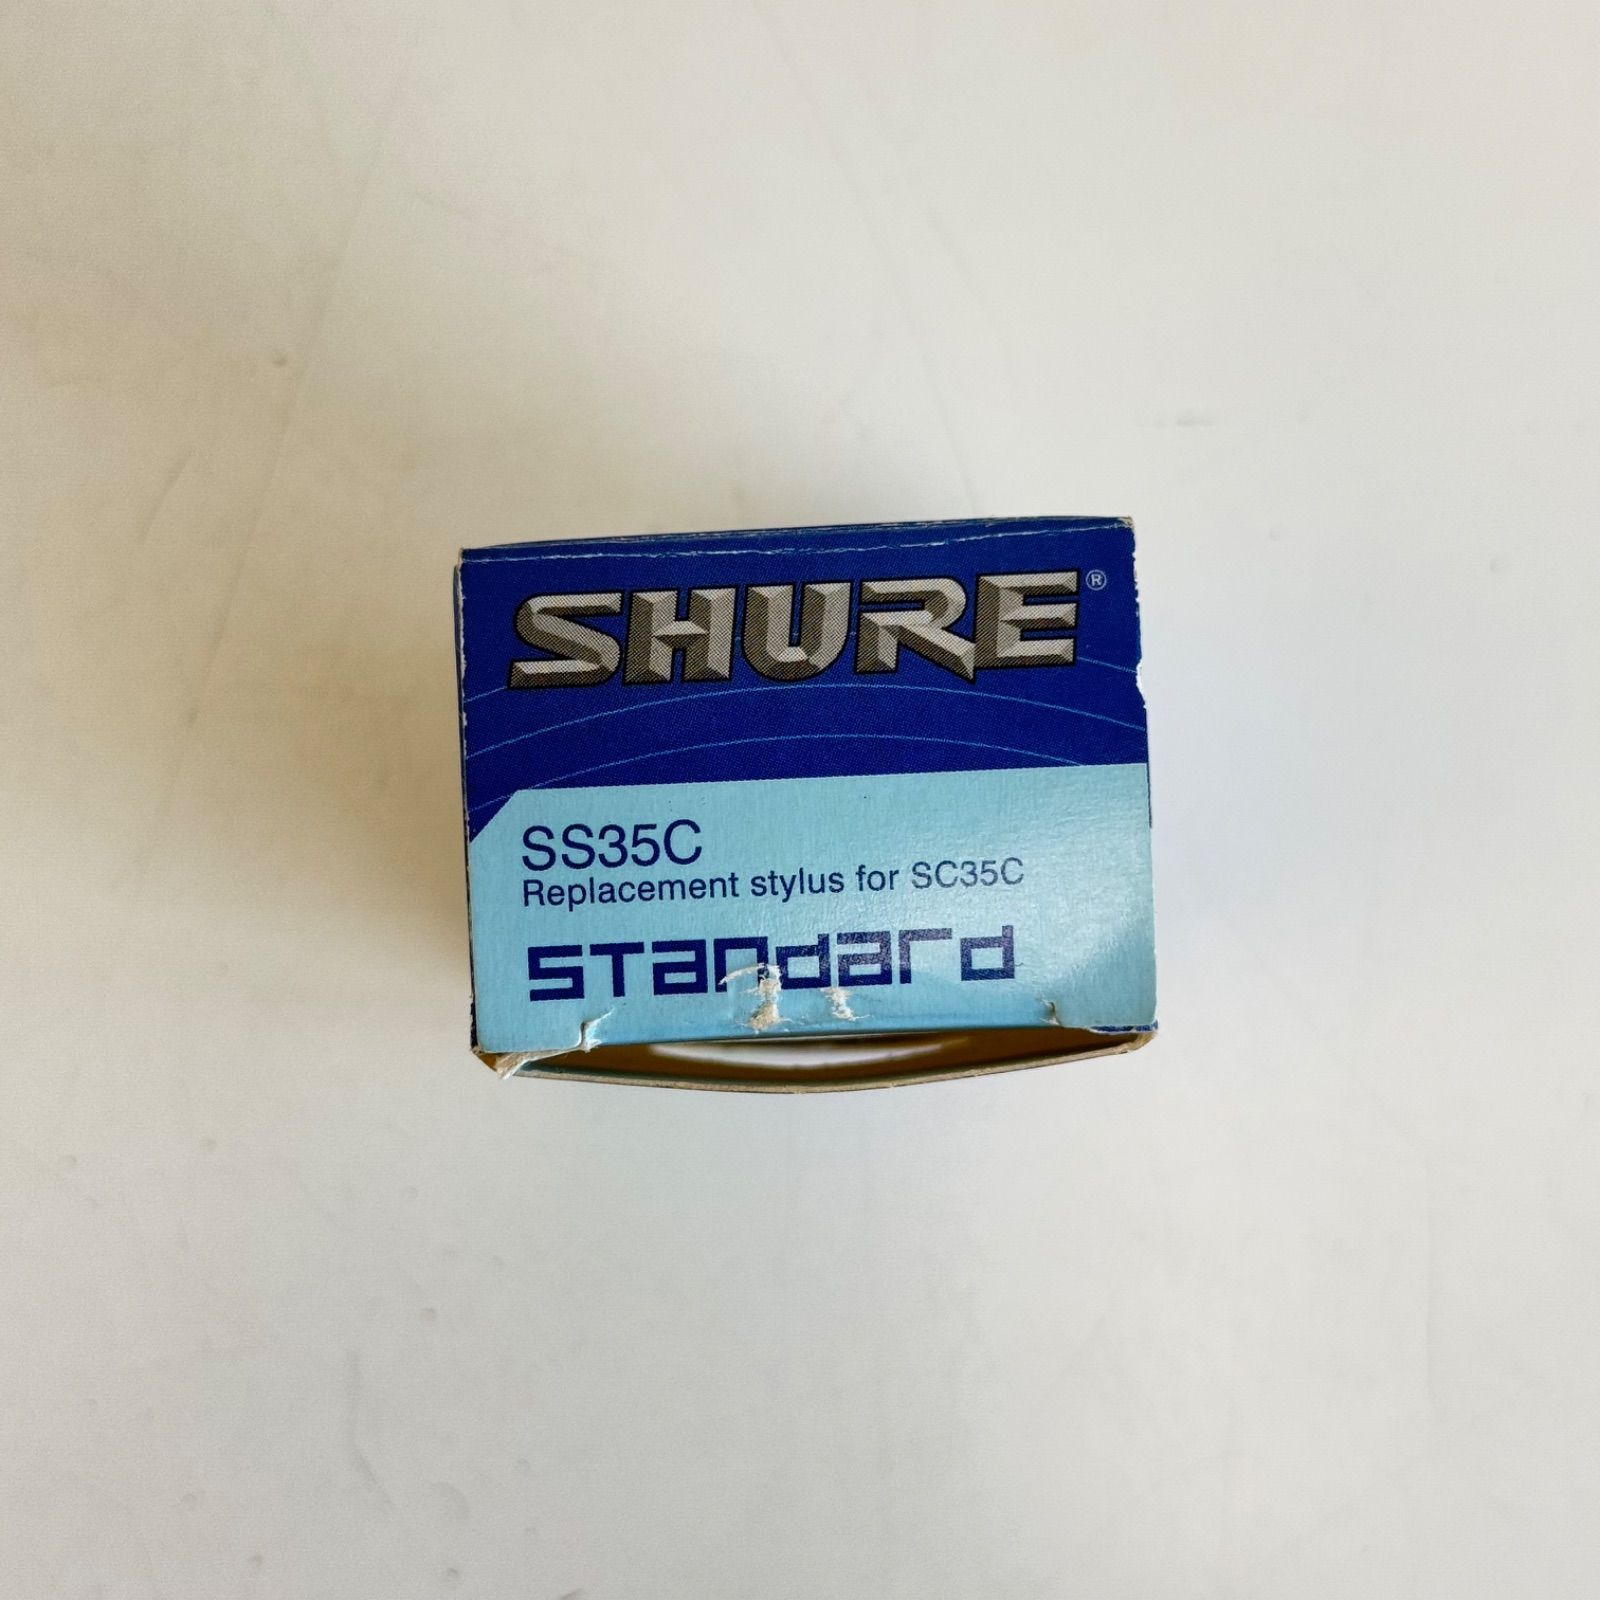 SHURE®
SS35C
Replacement stylus for SC35C
standard